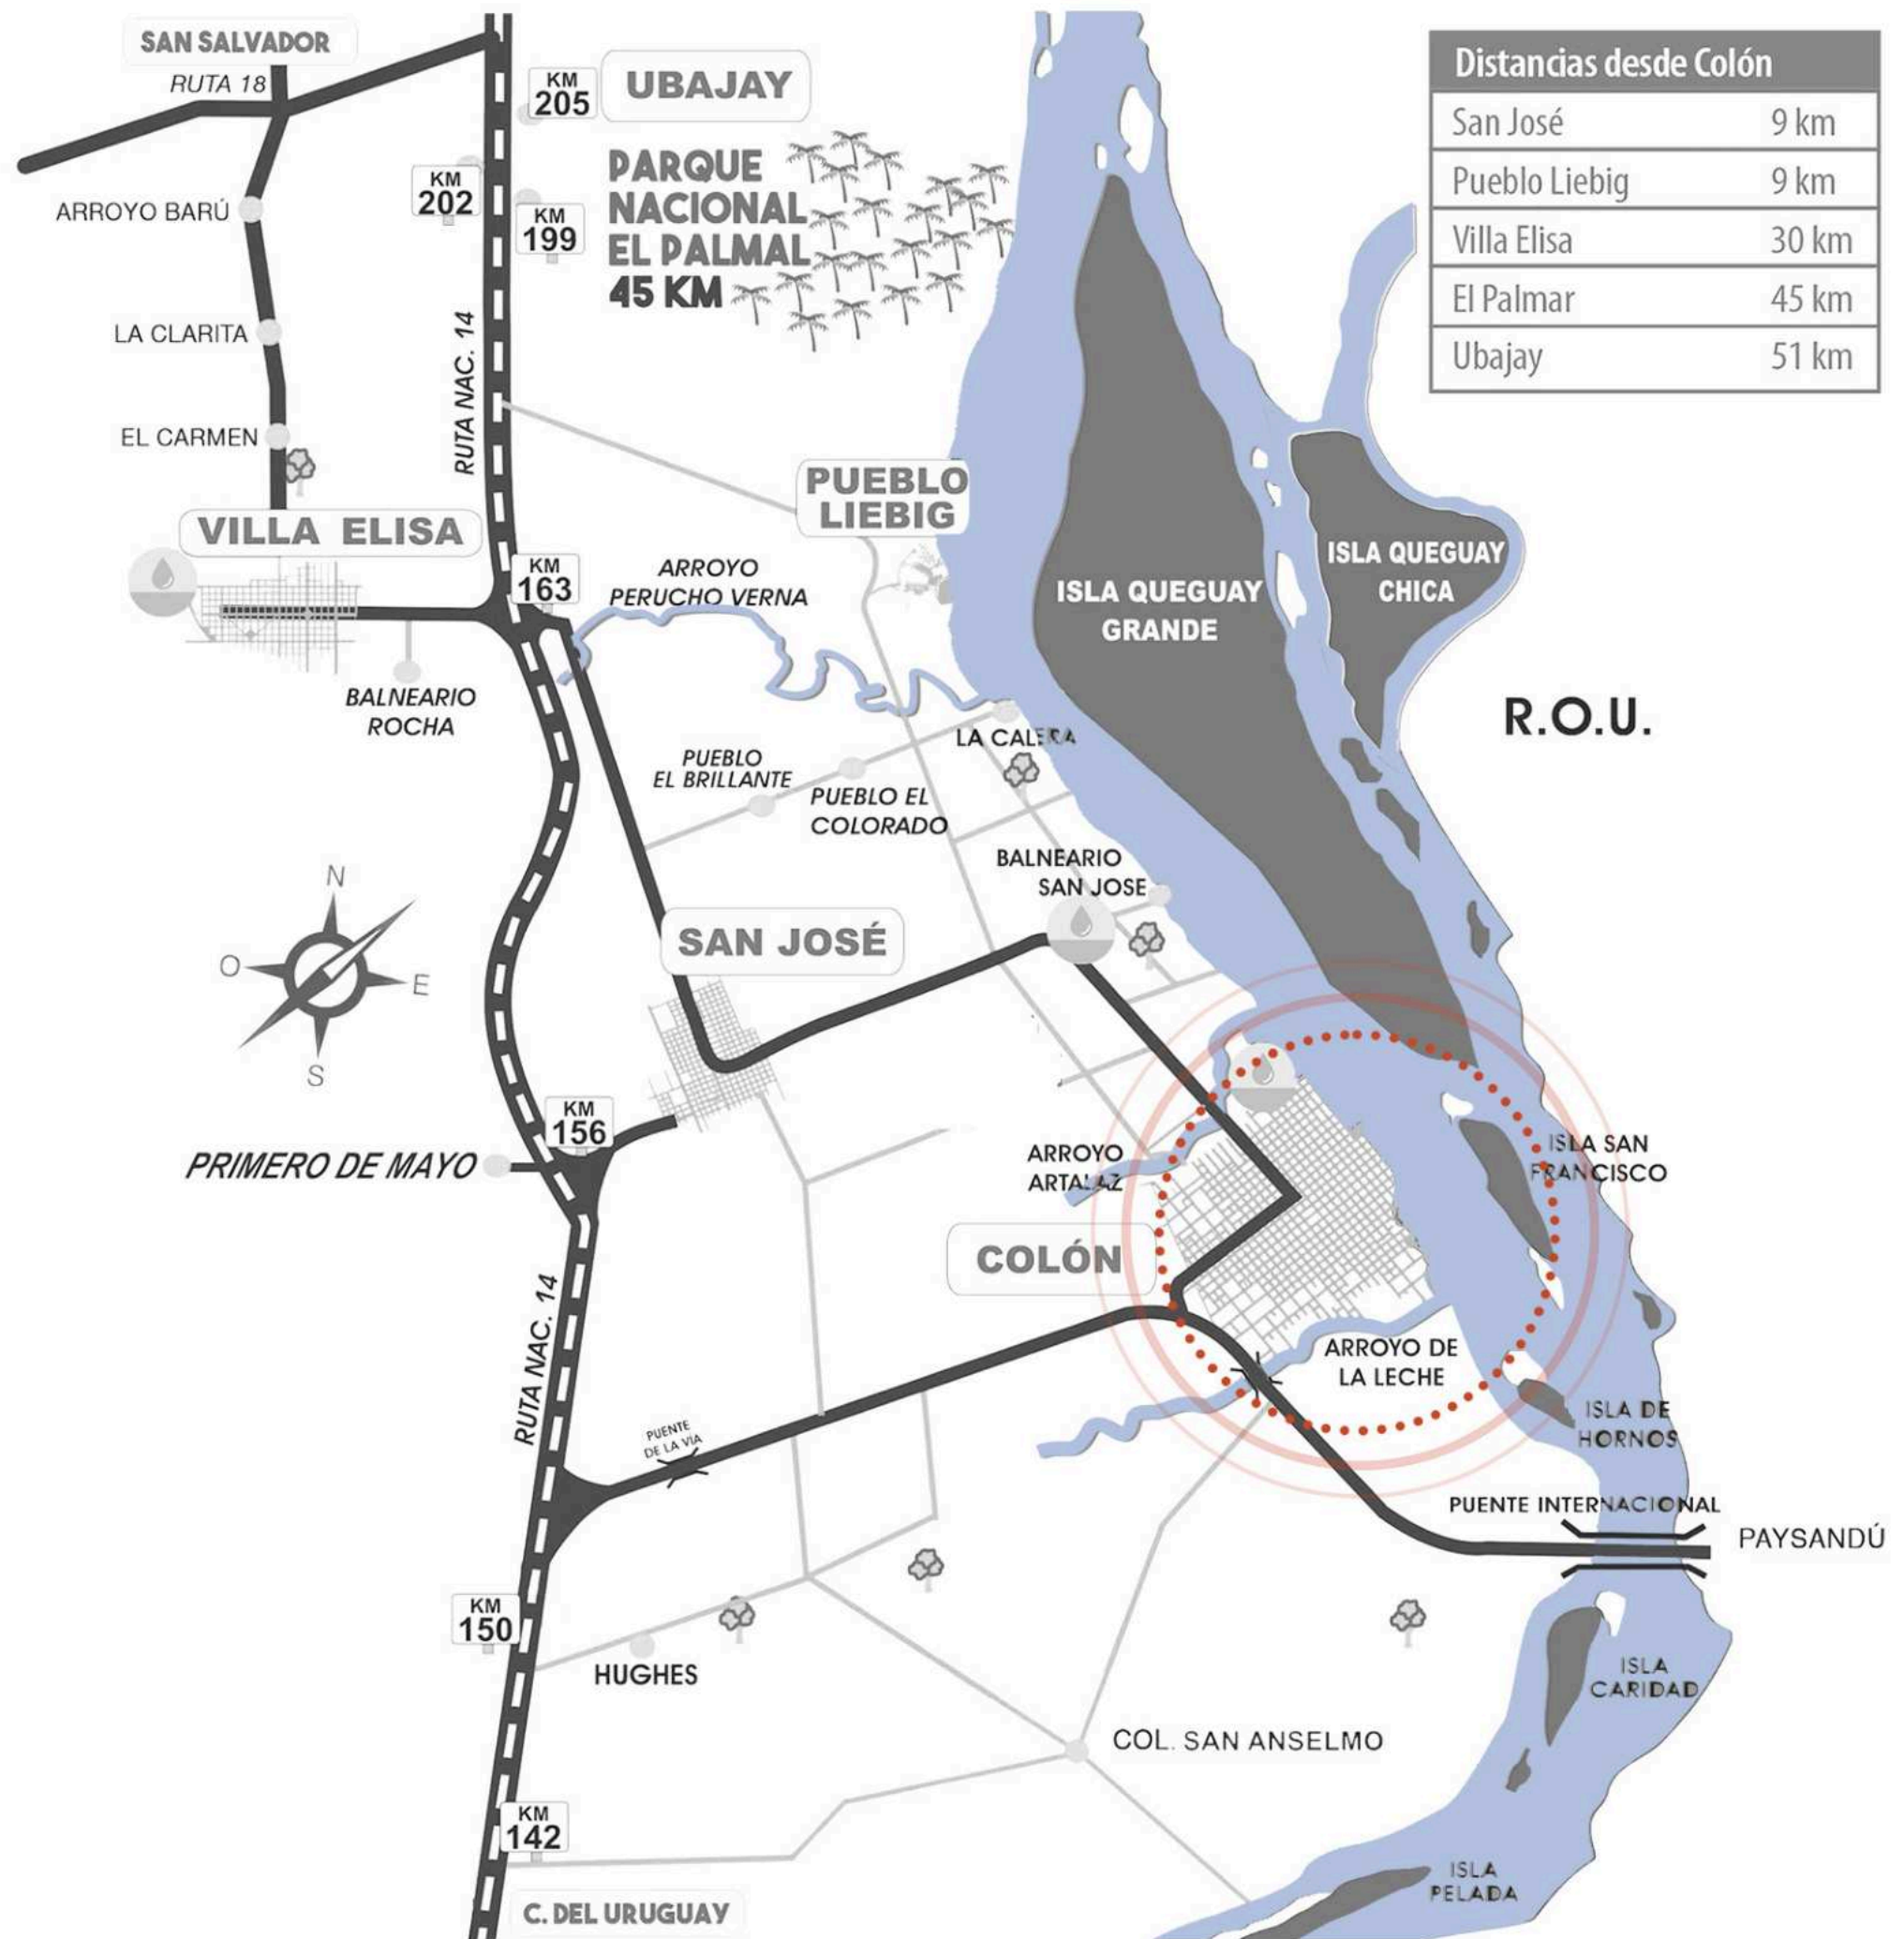 SAN SALVADOR
RUTA 18
KM
205
UBAJAY
Distancias desde Colón
San José 9 km
Pueblo Liebig 9 km
Villa Elisa 30 km
El Palmar 45 km
Ubajay 51 km
PARQUE
NACIONAL
EL PALMAL
45 KM
KM
202
KM
199
ARROYO BARÚ
LA CLARITA
EL CARMEN
RUTA NAC. 14
PUEBLO
LIEBIG
VILLA ELISA
KM
163
ARROYO
PERUCHO VERNA
ISLA QUEGUAY
GRANDE
ISLA QUEGUAY
CHICA
BALNEARIO
ROCHA
R.O.U.
LA CALERA
PUEBLO
EL BRILLANTE
PUEBLO EL
COLORADO
BALNEARIO
SAN JOSE
N
O
E
S
SAN JOSÉ
KM
156
PRIMERO DE MAYO
ARROYO
ARTALAZ
ISLA SAN
FRANCISCO
COLÓN
RUTA NAC. 14
ARROYO DE
LA LECHE
PUENTE
DE LA VIA
ISLA DE
HORNOS
PUENTE INTERNACIONAL
PAYSANDÚ
KM
150
HUGHES
ISLA
CARIDAD
COL. SAN ANSELMO
KM
142
ISLA
PELADA
C. DEL URUGUAY